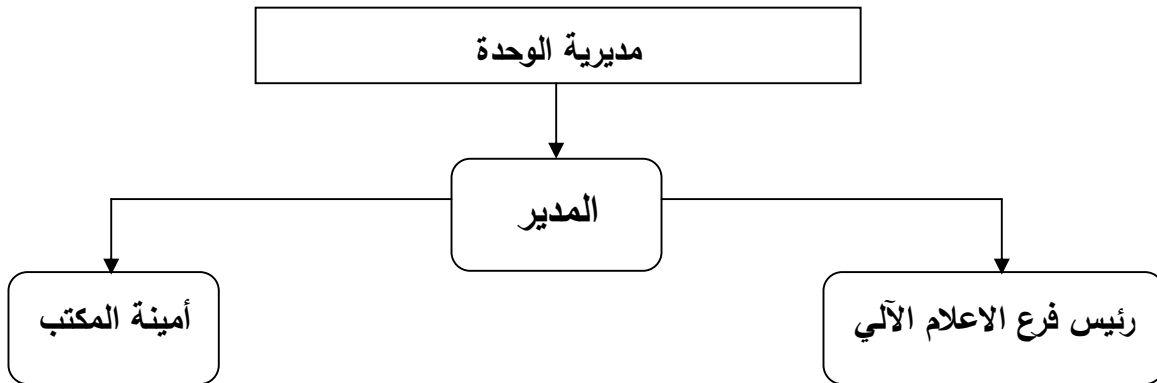 مديرية الوحدة
المدير
رئيس فرع الاعلام الآلي
أمينة المكتب